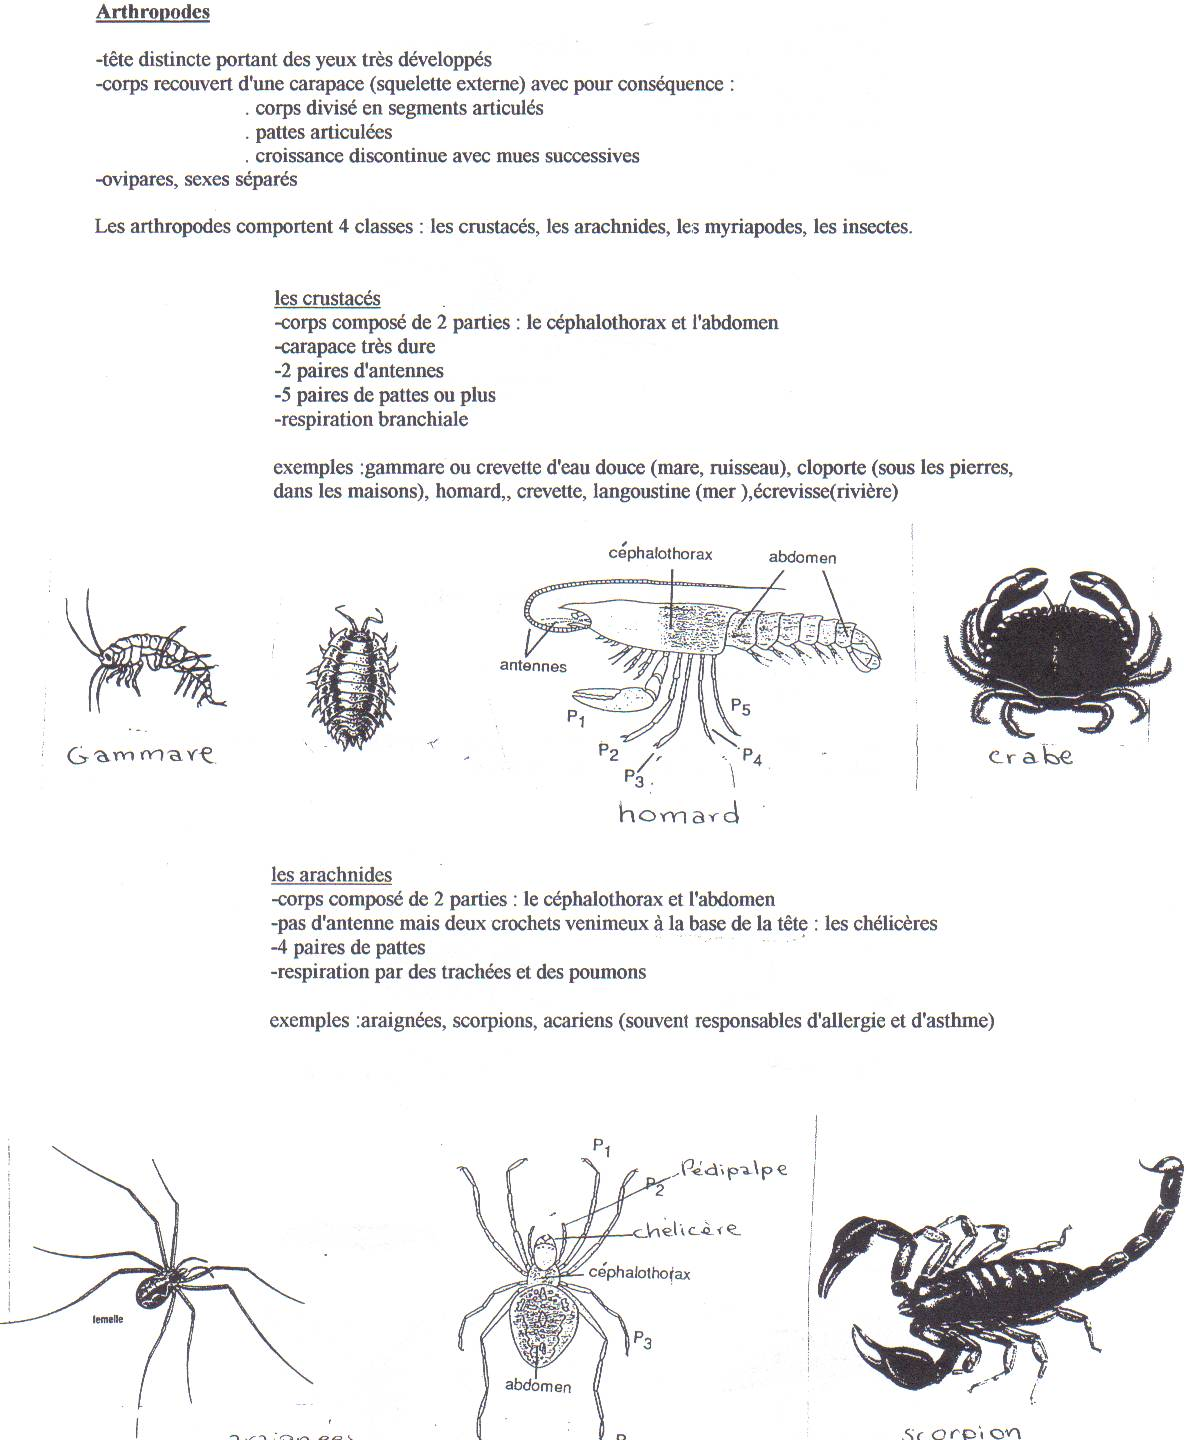 Arthropodes
-tête distincte portant des yeux très développés
-corps recouvert d'une carapace (squelette externe) avec pour conséquence :
. corps divisé en segments articulés
. pattes articulées
. croissance discontinue avec mues successives
-ovipares, sexes séparés
Les arthropodes comportent 4 classes : les crustacés, les arachnides, les myriapodes, les insectes.
les crustacés
-corps composé de 2 parties : le céphalothorax et l'abdomen
-carapace très dure
-2 paires d'antennes
-5 paires de pattes ou plus
-respiration branchiale
exemples :gammare ou crevette d'eau douce (mare, ruisseau), cloporte (sous les pierres,
dans les maisons), homard,, crevette, langoustine (mer ),écrevisse(rivière)
céphalothorax
abdomen
antennes
P1
P2
P3
P4
P5
Gammare
homard
crabe
les arachnides
-corps composé de 2 parties : le céphalothorax et l'abdomen
-pas d'antenne mais deux crochets venimeux à la base de la tête : les chélicères
-4 paires de pattes
-respiration par des trachées et des poumons
exemples :araignées, scorpions, acariens (souvent responsables d'allergie et d'asthme)
P1
Pédipalpe
P2
chélicère
céphalothorax
femelle
P3
abdomen
araignées
scorpion